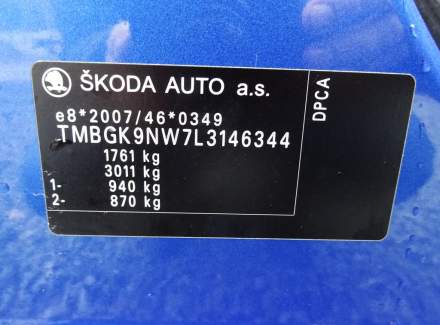 ŠKODA AUTO a.s.
e8*2007/46*0349
TMBGK9NW7L3146344
1761 kg
3011 kg
1- 940 kg
2- 870 kg
DPCA